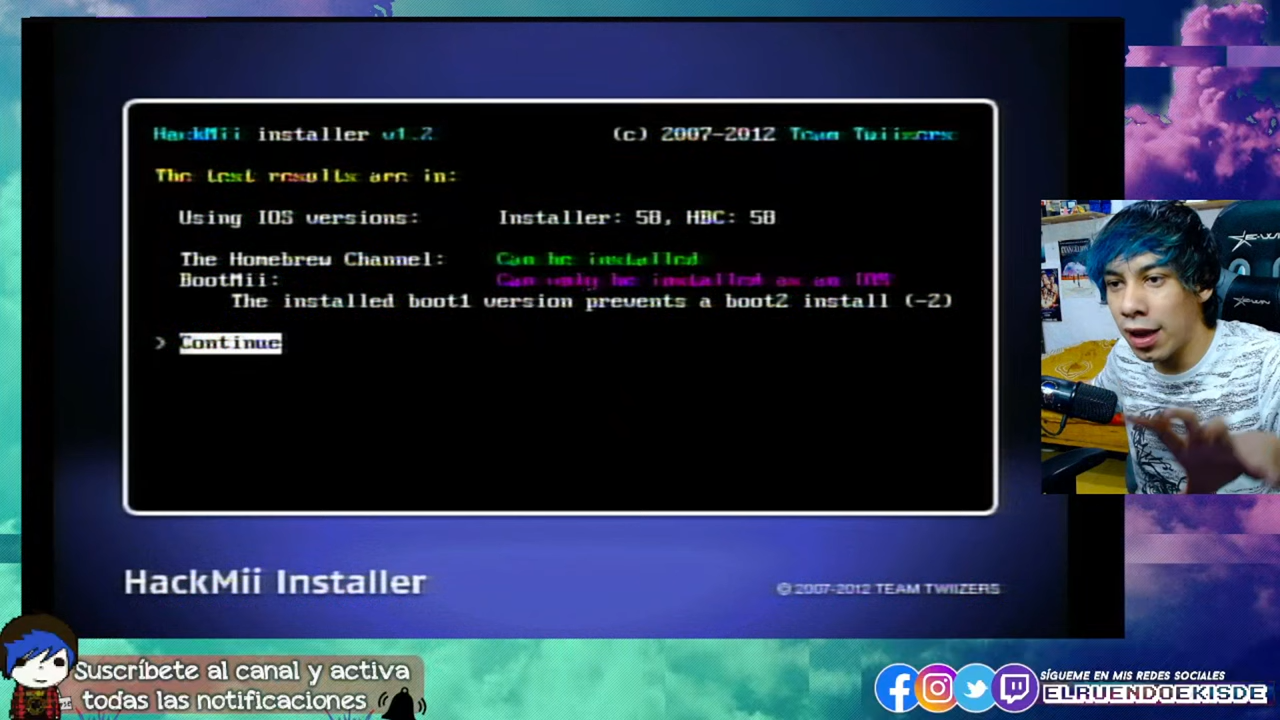 HackMii installer v1.2 (c) 2007-2012 Team Twiizers
The test results are in:
Using IOS versions: Installer: 58, HBC: 58
The Homebrew Channel: Can be installed
BootMii: Can only be installed as an IOS
The installed boot1 version prevents a boot2 install (-2)
> Continue
HackMii Installer
© 2007-2012 TEAM TWIIZERS
Suscríbete al canal y activa
todas las notificaciones
SÍGUEME EN MIS REDES SOCIALES
ELRUENDOEKISDE